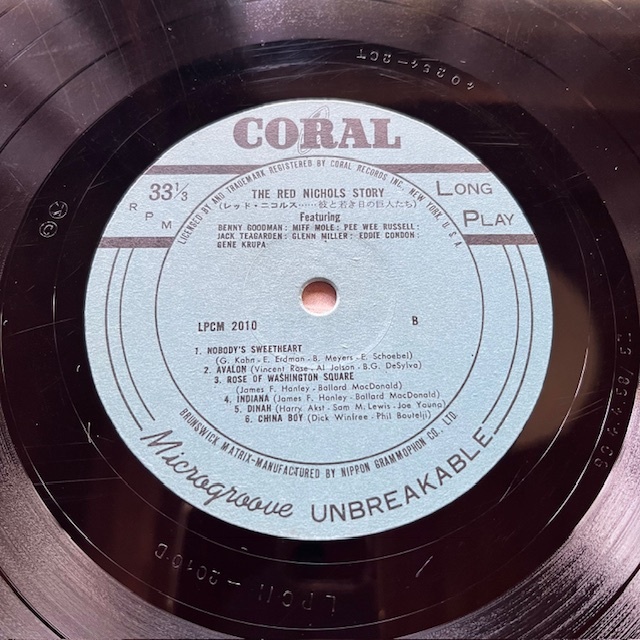 CORAL
LICENSED BY AND TRADEMARK REGISTERED BY CORAL RECORDS INC. NEW YORK, U.S.A.
33 1/3
RPM
LONG
PLAY
THE RED NICHOLS STORY
(レッド・ニコルス……彼と若き日の巨人たち)
Featuring
BENNY GOODMAN : MIFF MOLE : PEE WEE RUSSELL :
JACK TEAGARDEN : GLENN MILLER : EDDIE CONDON :
GENE KRUPA
LPCM 2010
B
1. NOBODY'S SWEETHEART
(G. Kahn - E. Erdman - B. Meyers - E. Schoebel)
2. AVALON (Vincent Rose - Al Jolson - B.G. DeSylva)
3. ROSE OF WASHINGTON SQUARE
(James F. Hanley - Ballard MacDonald)
4. INDIANA (James F. Hanley - Ballard MacDonald)
5. DINAH (Harry Akst - Sam M. Lewis - Joe Young)
6. CHINA BOY (Dick Winfree - Phil Boutelji)
BRUNSWICK MATRIX-MANUFACTURED BY NIPPON GRAMMOPHON CO., LTD.
Microgroove UNBREAKABLE